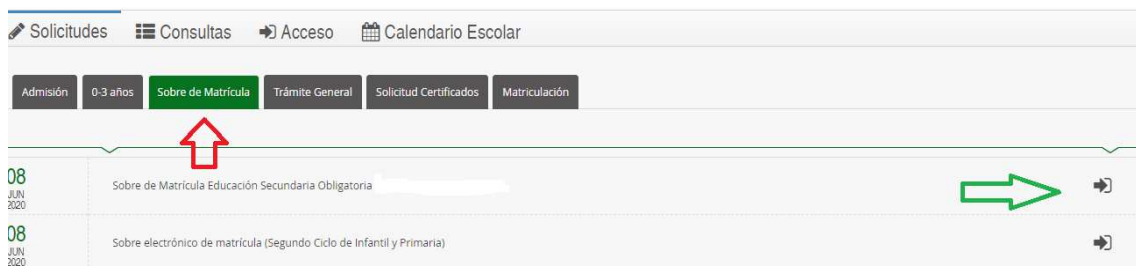 Solicitudes Consultas Acceso Calendario Escolar
Admisión 0-3 años Sobre de Matrícula Trámite General Solicitud Certificados Matriculación
08
JUN
2020
Sobre de Matrícula Educación Secundaria Obligatoria
08
JUN
2020
Sobre electrónico de matrícula (Segundo Ciclo de Infantil y Primaria)